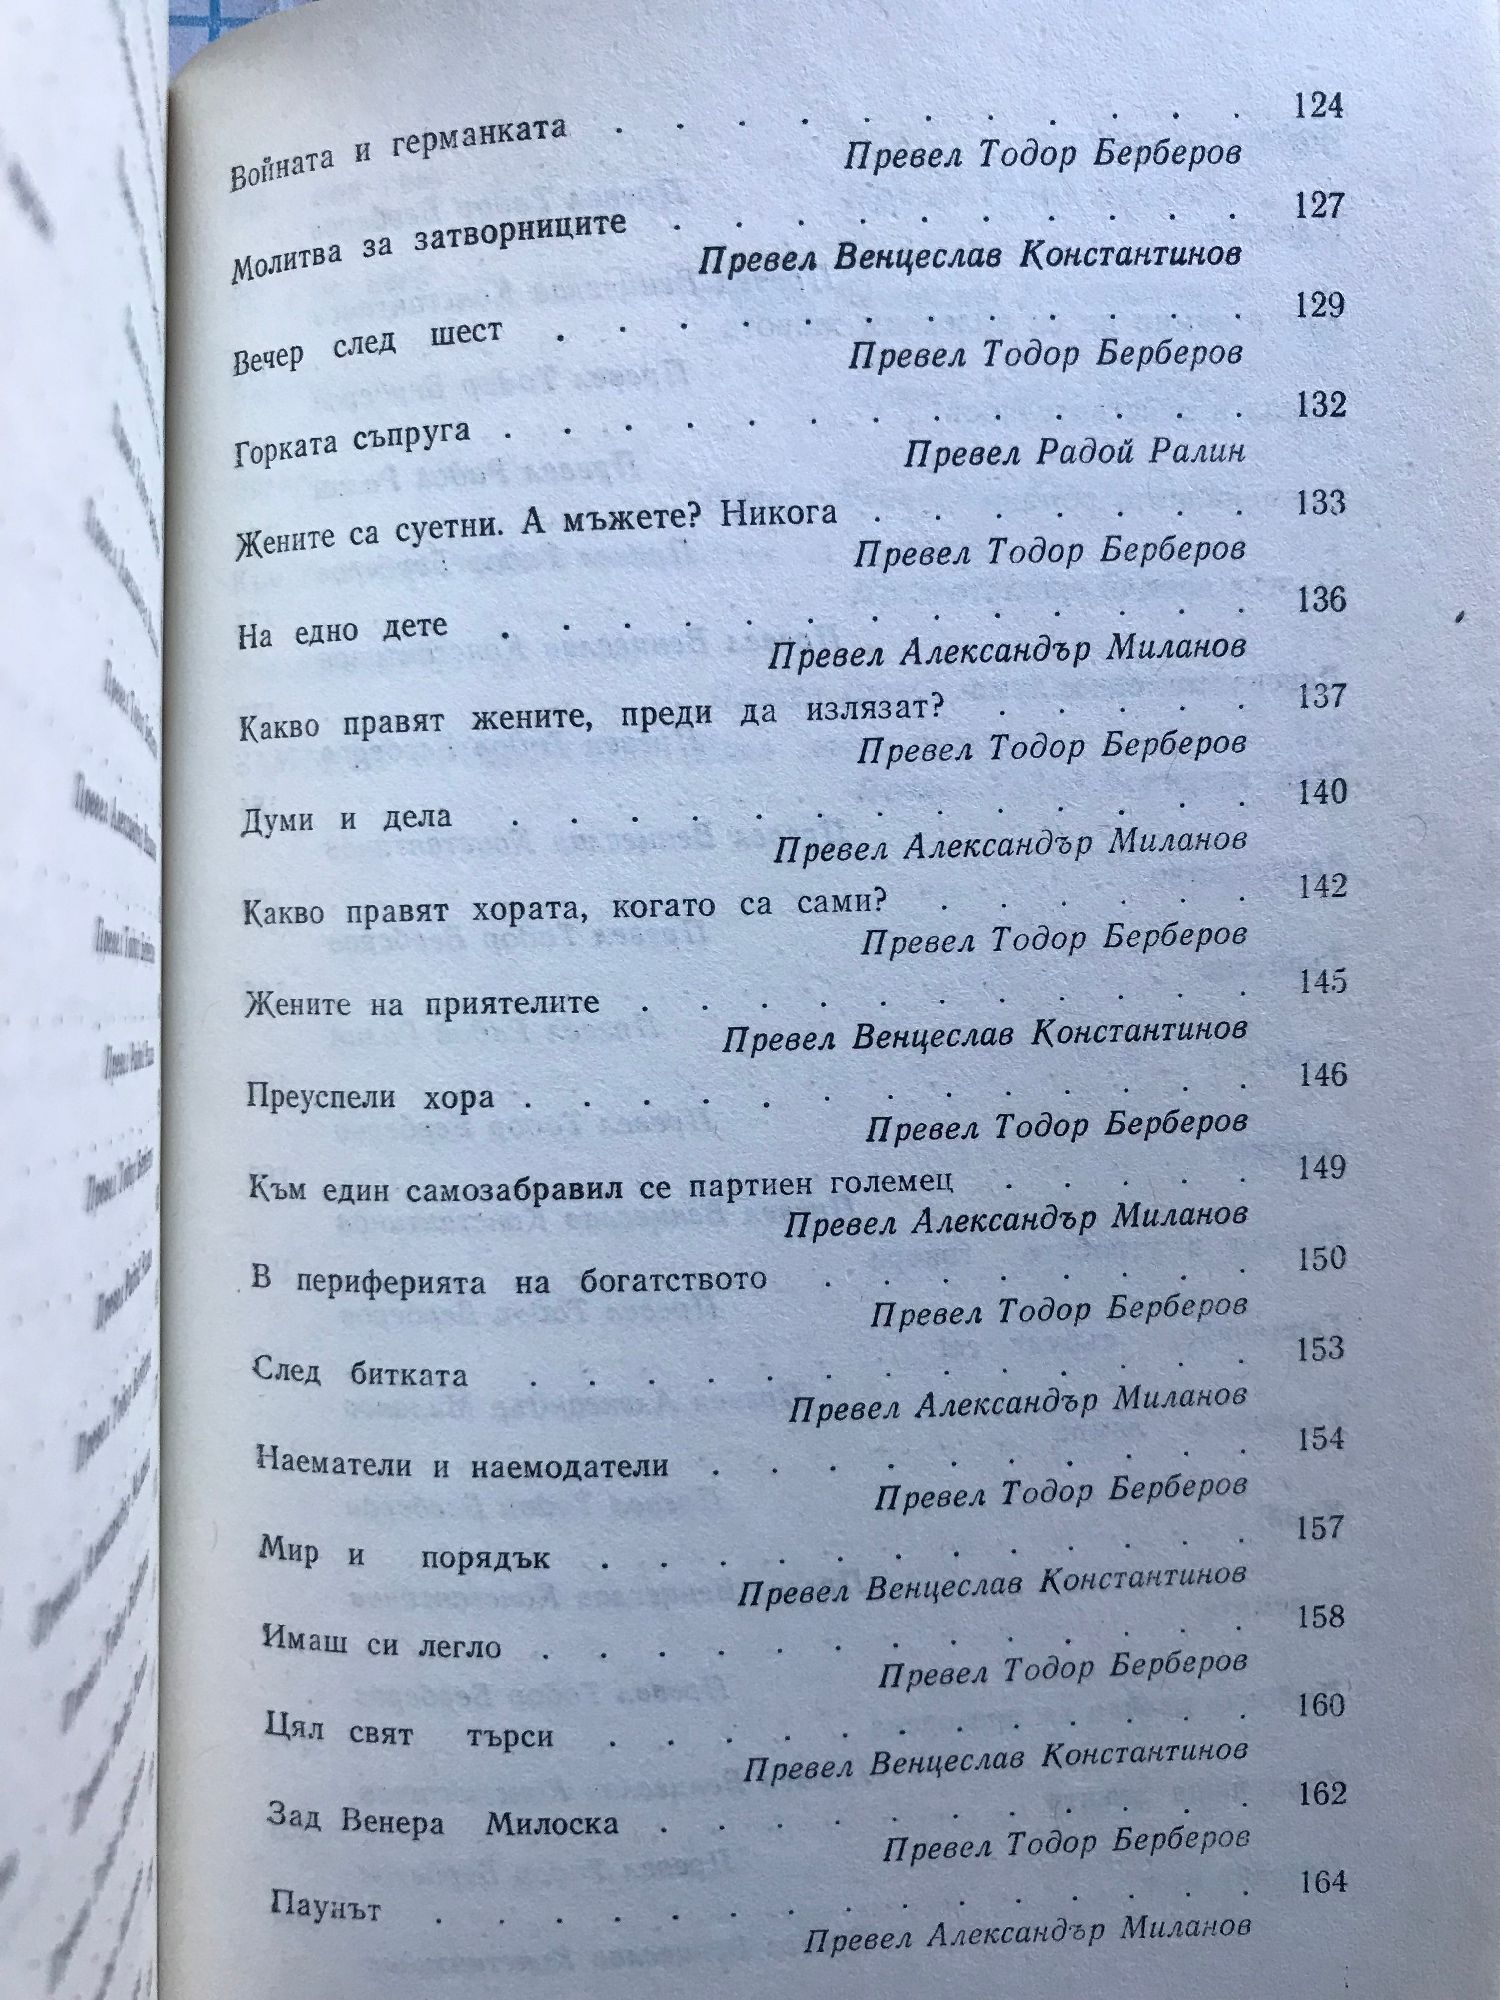 Войната и германката . . . . . . . . . . . 124
Превел Тодор Берберов
Молитва за затворниците . . . . . . . . . . 127
Превел Венцеслав Константинов
Вечер след шест . . . . . . . . . . . . 129
Превел Тодор Берберов
Горката съпруга . . . . . . . . . . . . . 132
Превел Радой Ралин
Жените са суетни. А мъжете? Никога . . . . . . . 133
Превел Тодор Берберов
На едно дете . . . . . . . . . . . . . 136
Превел Александър Миланов
Какво правят жените, преди да излязат? . . . . . 137
Превел Тодор Берберов
Думи и дела . . . . . . . . . . . . . 140
Превел Александър Миланов
Какво правят хората, когато са сами? . . . . . . 142
Превел Тодор Берберов
Жените на приятелите . . . . . . . . . . . 145
Превел Венцеслав Константинов
Преуспели хора . . . . . . . . . . . . . 146
Превел Тодор Берберов
Към един самозабравил се партиен големец . . . . . 149
Превел Александър Миланов
В периферията на богатството . . . . . . . . 150
Превел Тодор Берберов
След битката . . . . . . . . . . . . . 153
Превел Александър Миланов
Наематели и наемодатели . . . . . . . . . . 154
Превел Тодор Берберов
Мир и порядък . . . . . . . . . . . . 157
Превел Венцеслав Константинов
Имаш си легло . . . . . . . . . . . . . 158
Превел Тодор Берберов
Цял свят търси . . . . . . . . . . . . 160
Превел Венцеслав Константинов
Зад Венера Милоска . . . . . . . . . . . 162
Превел Тодор Берберов
Паунът . . . . . . . . . . . . . . . 164
Превел Александър Миланов